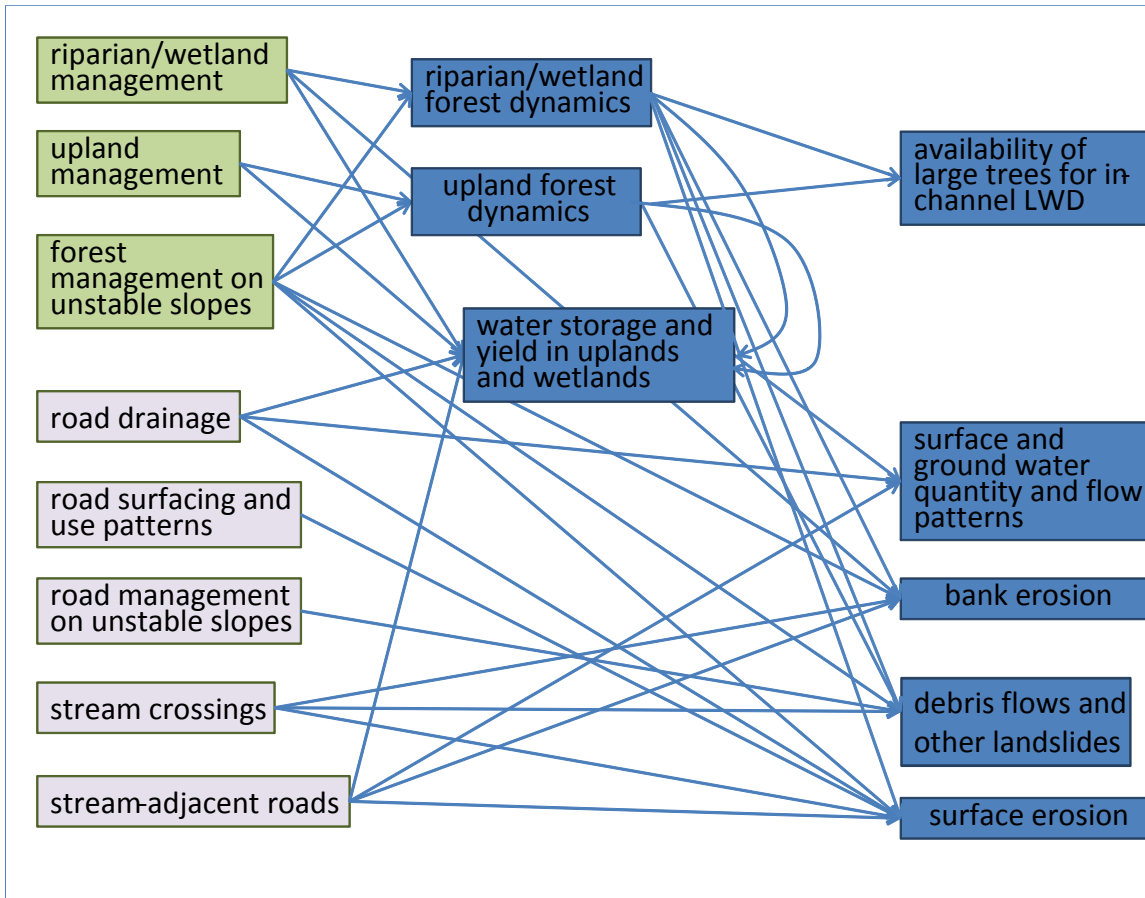 riparian/wetland
management
upland
management
forest
management on
unstable slopes
road drainage
road surfacing and
use patterns
road management
on unstable slopes
stream crossings
stream-adjacent roads
riparian/wetland
forest dynamics
upland forest
dynamics
water storage and
yield in uplands
and wetlands
availability of
large trees for in-
channel LWD
surface and
ground water
quantity and flow
patterns
bank erosion
debris flows and
other landslides
surface erosion